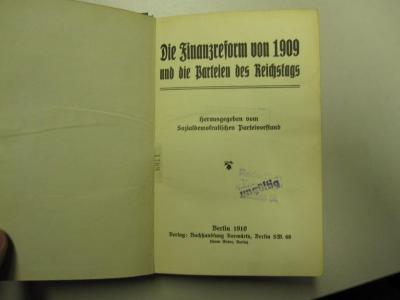 Die Finanzreform von 1909
und die Parteien des Reichstags
Herausgegeben vom
Sozialdemokratischen Parteivorstand
ungültig
Berlin 1910
Verlag: Buchhandlung Vorwärts, Berlin SW. 68